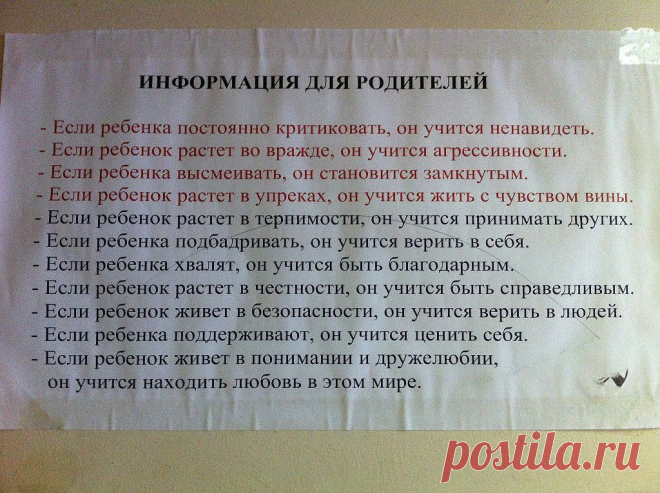 ИНФОРМАЦИЯ ДЛЯ РОДИТЕЛЕЙ
- Если ребенка постоянно критиковать, он учится ненавидеть.
- Если ребенок растет во вражде, он учится агрессивности.
- Если ребенка высмеивать, он становится замкнутым.
- Если ребенок растет в упреках, он учится жить с чувством вины.
- Если ребенок растет в терпимости, он учится принимать других.
- Если ребенка подбадривать, он учится верить в себя.
- Если ребенка хвалят, он учится быть благодарным.
- Если ребенок растет в честности, он учится быть справедливым.
- Если ребенок живет в безопасности, он учится верить в людей.
- Если ребенка поддерживают, он учится ценить себя.
- Если ребенок живет в понимании и дружелюбии,
он учится находить любовь в этом мире.
postila.ru